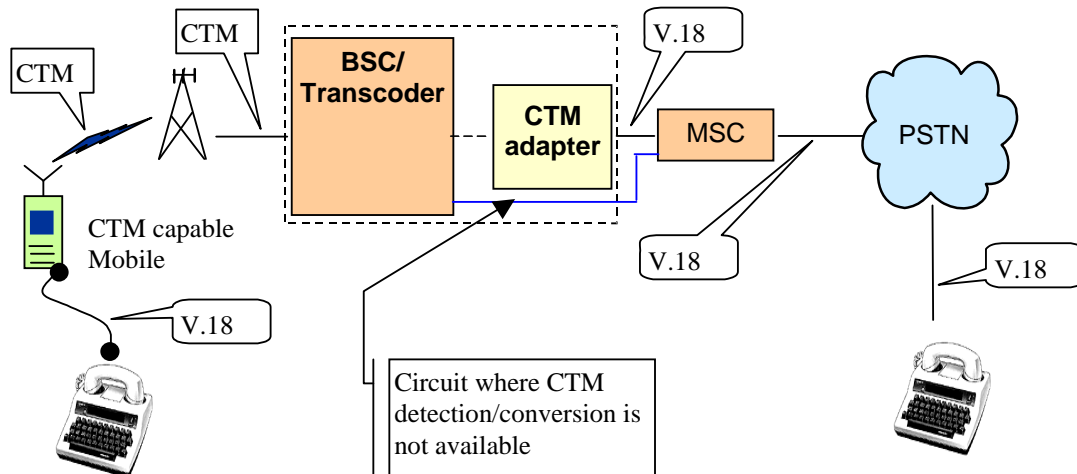 CTM
CTM
V.18
BSC/
Transcoder
CTM
adapter
MSC
PSTN
CTM capable
Mobile
V.18
V.18
V.18
Circuit where CTM
detection/conversion is
not available